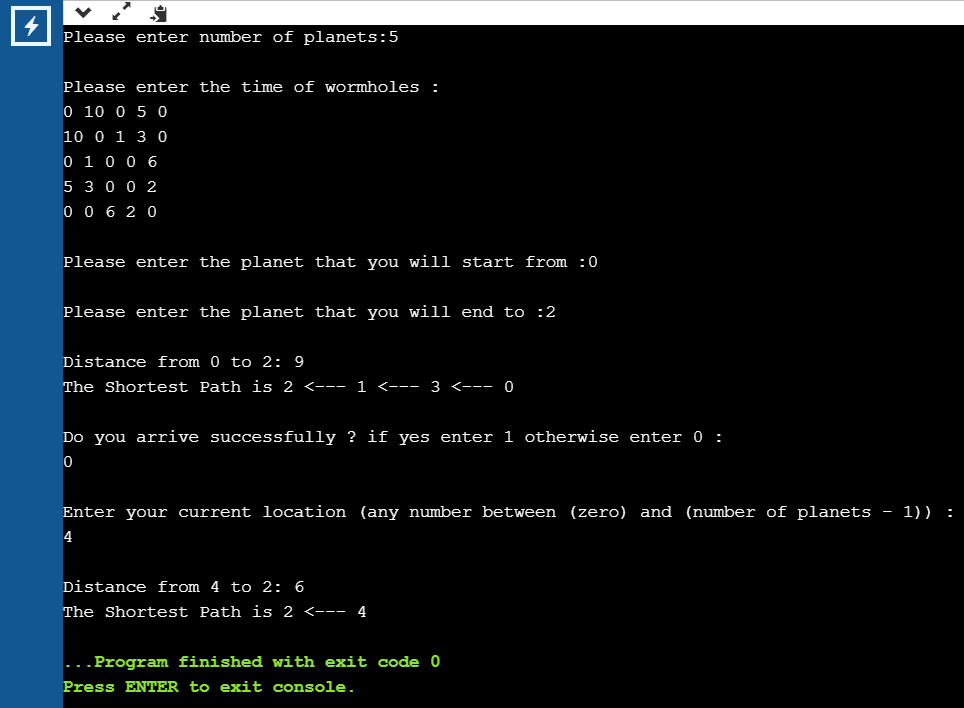 Please enter number of planets:5
Please enter the time of wormholes :
0 10 0 5 0
10 0 1 3 0
0 1 0 0 6
5 3 0 0 2
0 0 6 2 0
Please enter the planet that you will start from :0
Please enter the planet that you will end to :2
Distance from 0 to 2: 9
The Shortest Path is 2 <--- 1 <--- 3 <--- 0
Do you arrive successfully ? if yes enter 1 otherwise enter 0 :
0
Enter your current location (any number between (zero) and (number of planets - 1)) :
4
Distance from 4 to 2: 6
The Shortest Path is 2 <--- 4
...Program finished with exit code 0
Press ENTER to exit console.